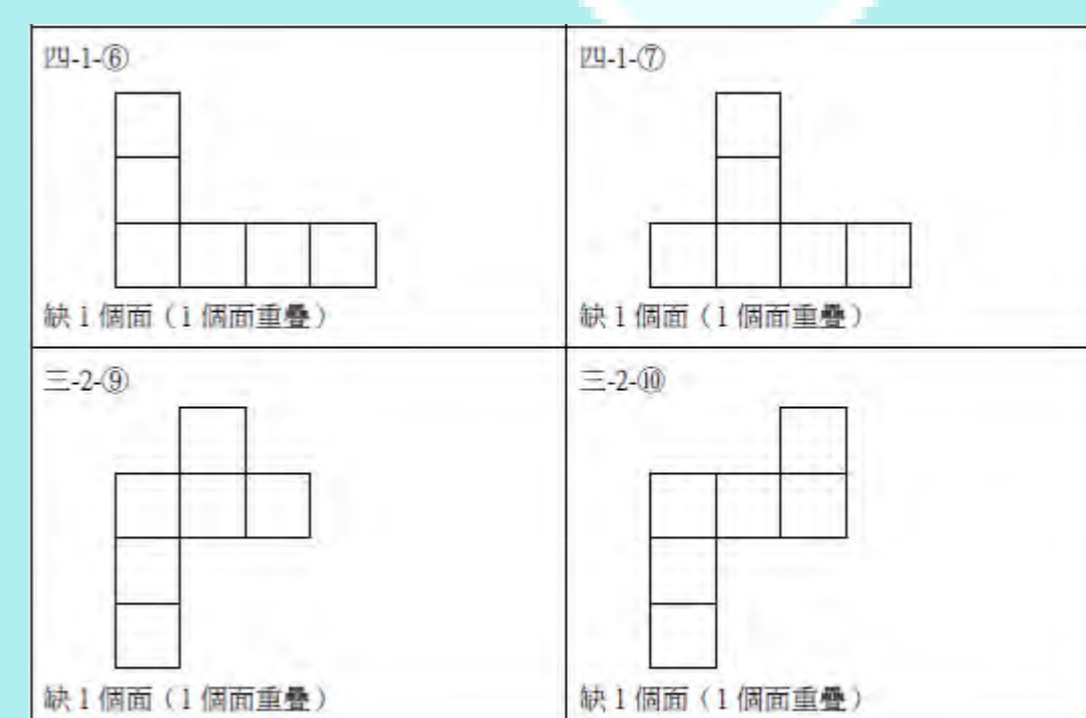 四-1-⑥
四-1-⑦
缺 1 個面（1 個面重疊）
缺 1 個面（1 個面重疊）
三-2-⑨
三-2-⑩
缺 1 個面（1 個面重疊）
缺 1 個面（1 個面重疊）